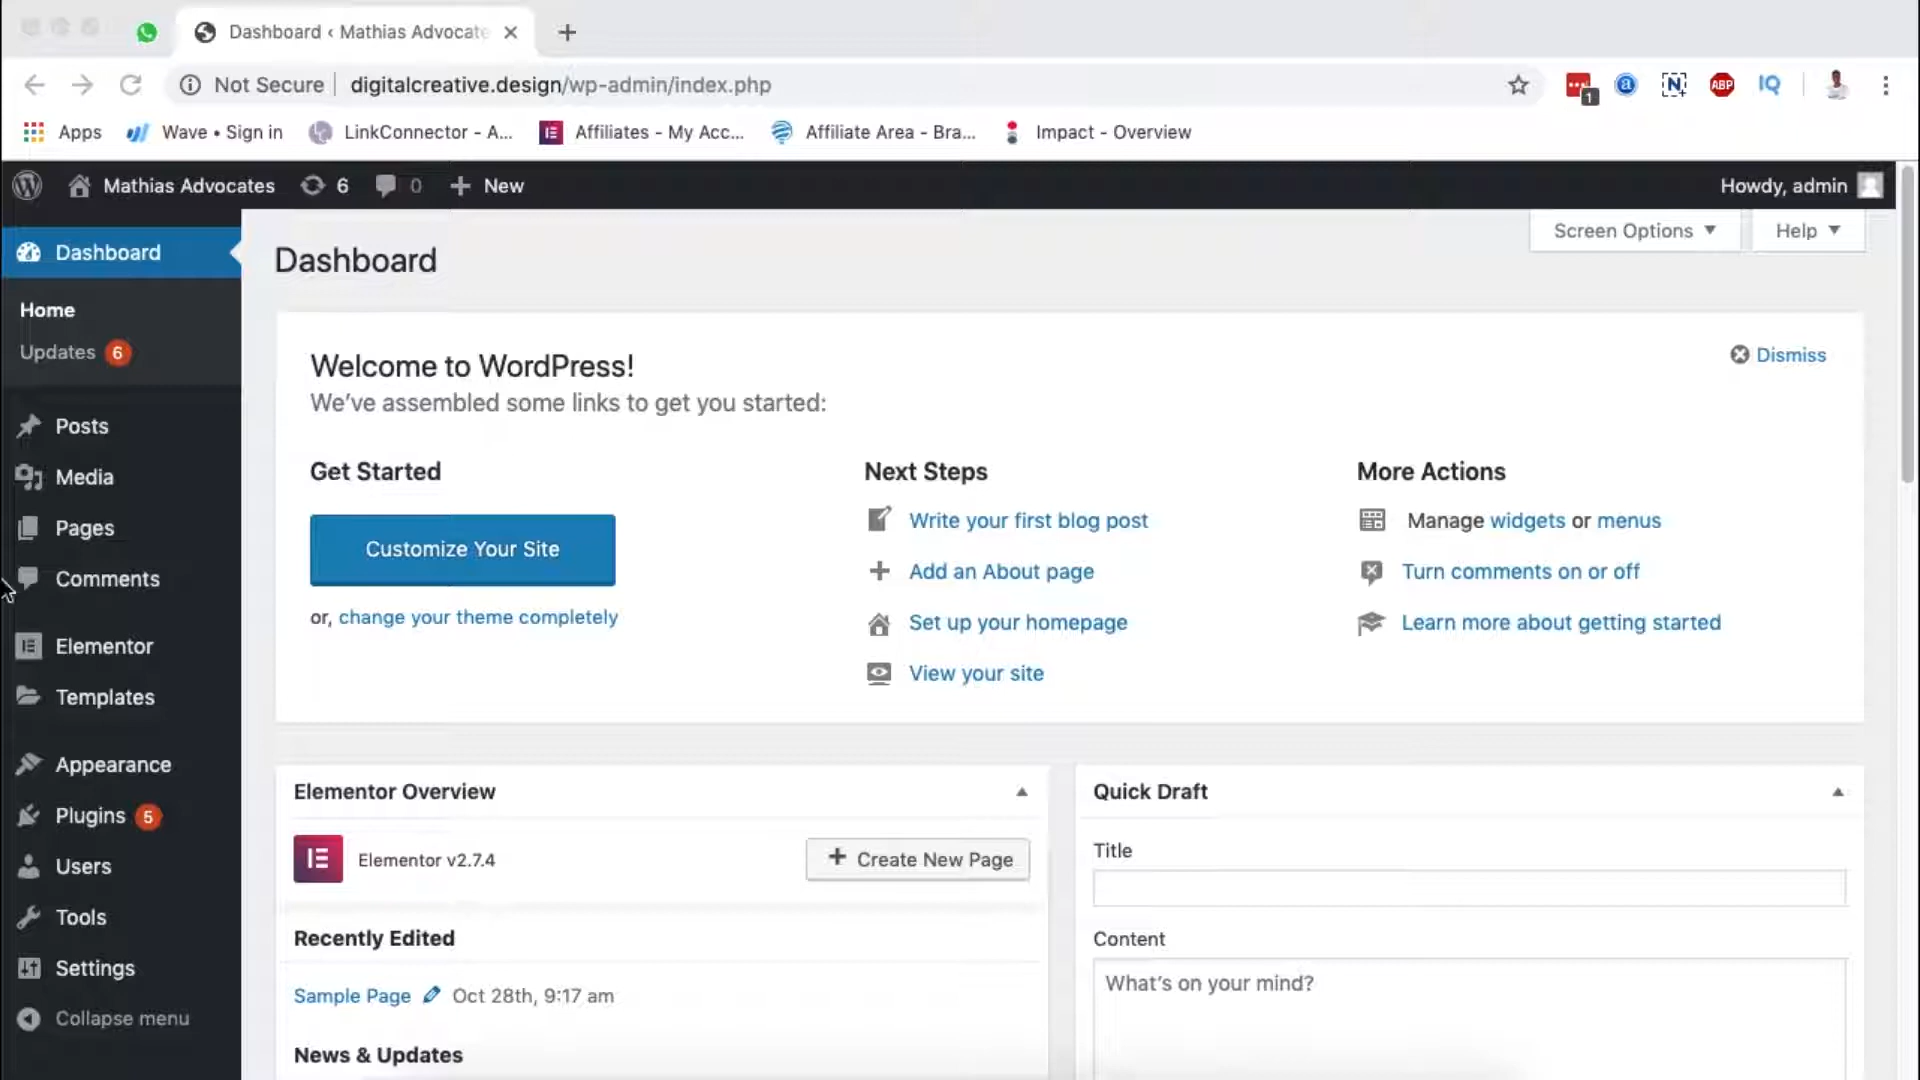 Dashboard ‹ Mathias Advocate
Not Secure digitalcreative.design/wp-admin/index.php
1 ABP IQ
Apps Wave • Sign in LinkConnector - A... Affiliates - My Acc... Affiliate Area - Bra... Impact - Overview
Mathias Advocates 6 0 New Howdy, admin
Screen Options Help
Dashboard
Home
Updates 6
Posts
Media
Pages
Comments
Elementor
Templates
Appearance
Plugins 5
Users
Tools
Settings
Collapse menu
Dashboard
Welcome to WordPress!
We've assembled some links to get you started:
Dismiss
Get Started
Customize Your Site
or, change your theme completely
Next Steps
Write your first blog post
Add an About page
Set up your homepage
View your site
More Actions
Manage widgets or menus
Turn comments on or off
Learn more about getting started
Elementor Overview
Elementor v2.7.4
Create New Page
Recently Edited
Sample Page Oct 28th, 9:17 am
News & Updates
Quick Draft
Title
Content
What's on your mind?